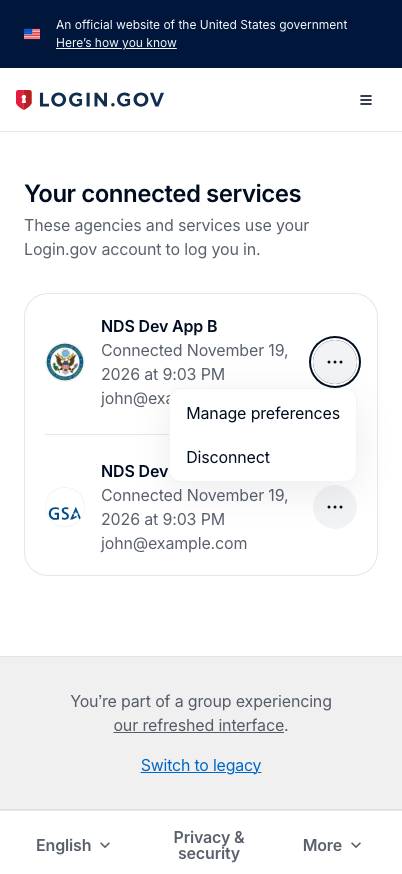 An official website of the United States government
Here’s how you know
LOGIN.GOV
Your connected services
These agencies and services use your
Login.gov account to log you in.
NDS Dev App B
Connected November 19,
2026 at 9:03 PM
john@exa
Manage preferences
Disconnect
NDS Dev
GSA
Connected November 19,
2026 at 9:03 PM
john@example.com
You’re part of a group experiencing
our refreshed interface.
Switch to legacy
English
Privacy &
security
More